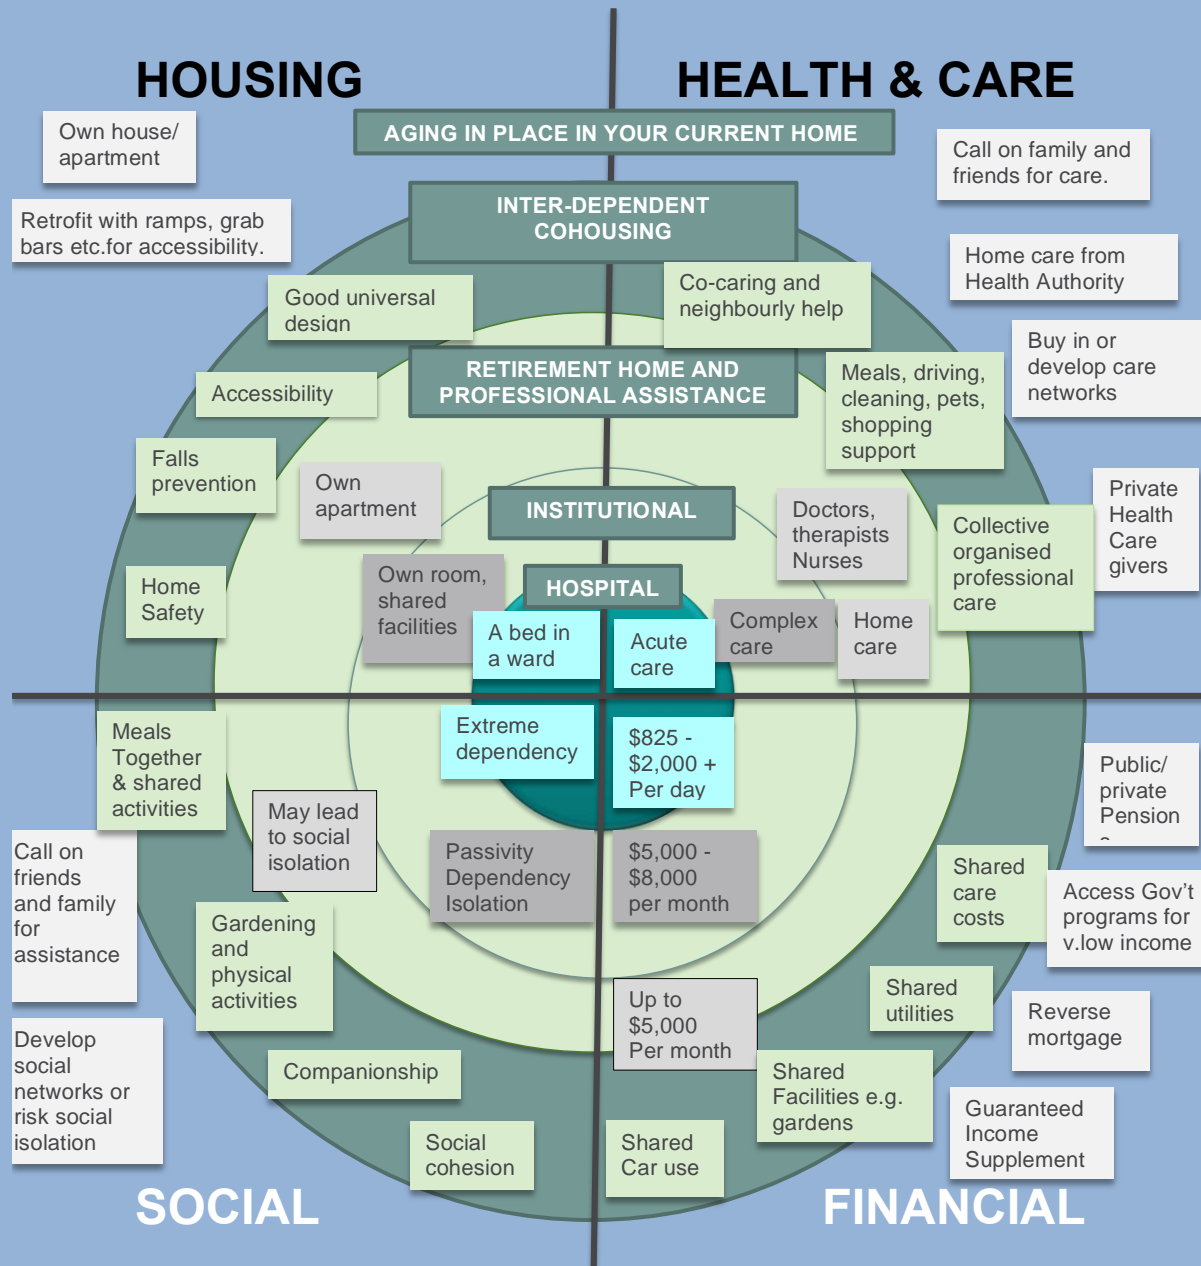 HOUSING
HEALTH & CARE
AGING IN PLACE IN YOUR CURRENT HOME
Own house/
apartment
Retrofit with ramps, grab
bars etc.for accessibility.
Call on family and
friends for care.
INTER-DEPENDENT
COHOUSING
Home care from
Health Authority
Good universal
design
Co-caring and
neighbourly help
Buy in or
develop care
networks
RETIREMENT HOME AND
PROFESSIONAL ASSISTANCE
Accessibility
Meals, driving,
cleaning, pets,
shopping
support
Falls
prevention
Own
apartment
INSTITUTIONAL
Doctors,
therapists
Nurses
Collective
organised
professional
care
Private
Health
Care
givers
Home
Safety
Own room,
shared
facilities
HOSPITAL
A bed in
a ward
Acute
care
Complex
care
Home
care
Meals
Together
& shared
activities
Extreme
dependency
$825 -
$2,000 +
Per day
Public/
private
Pension
May lead
to social
isolation
Passivity
Dependency
Isolation
$5,000 -
$8,000
per month
Shared
care
costs
Access Gov't
programs for
v.low income
Call on
friends
and family
for
assistance
Gardening
and
physical
activities
Up to
$5,000
Per month
Shared
utilities
Reverse
mortgage
Develop
social
networks or
risk social
isolation
Companionship
Shared
Facilities e.g.
gardens
Guaranteed
Income
Supplement
Social
cohesion
Shared
Car use
SOCIAL
FINANCIAL